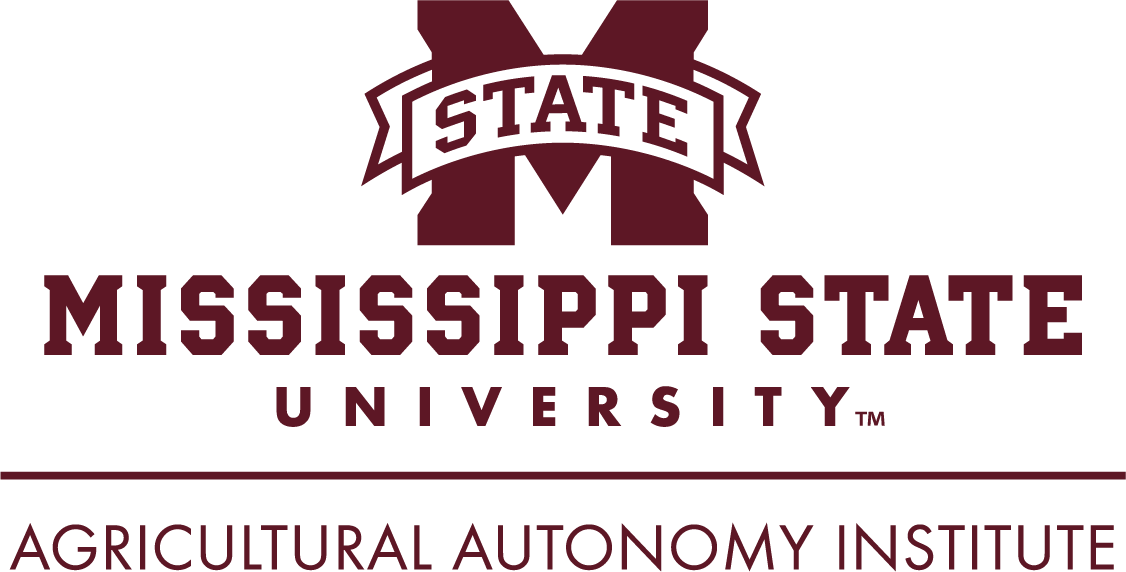 STATE
MISSISSIPPI STATE
UNIVERSITY™
AGRICULTURAL AUTONOMY INSTITUTE